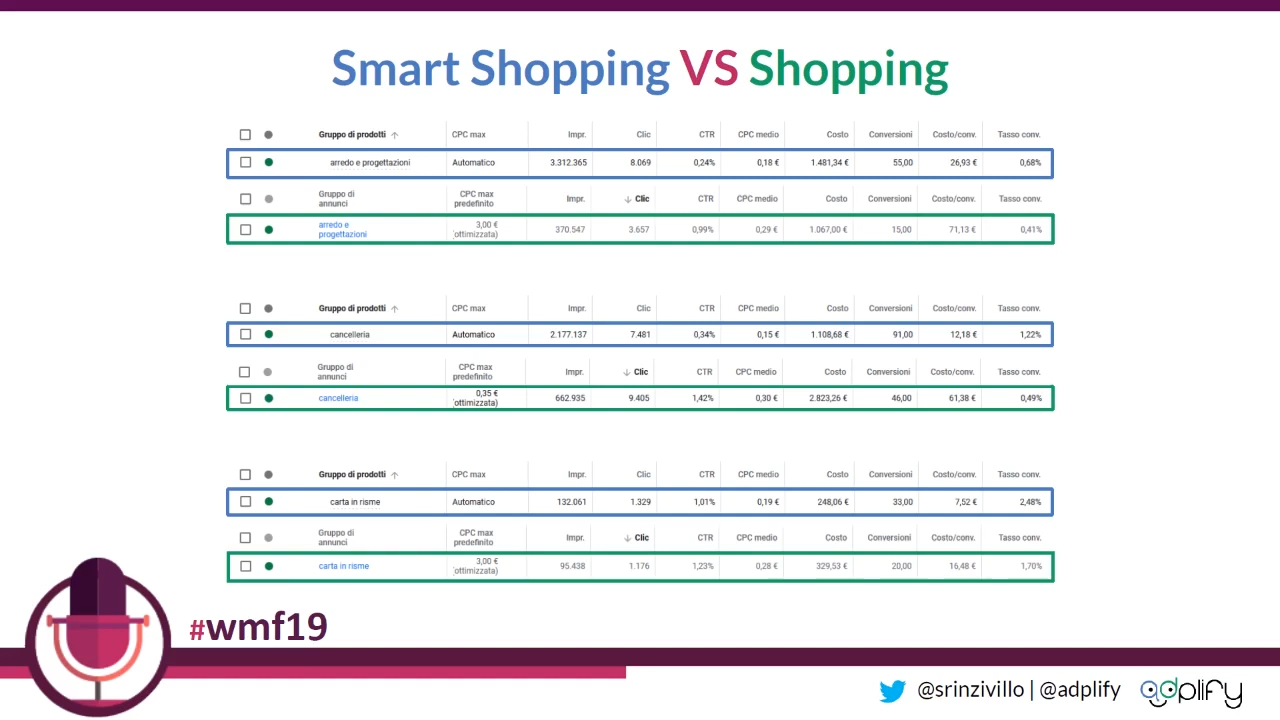 Smart Shopping VS Shopping
Gruppo di prodotti ↑ CPC max Impr. Clic CTR CPC medio Costo Conversioni Costo/conv. Tasso conv.
arredo e progettazioni Automatico 3.312.365 8.069 0,24% 0,18 € 1.481,34 € 55,00 26,93 € 0,68%
Gruppo di annunci CPC max predefinito Impr. ↓ Clic CTR CPC medio Costo Conversioni Costo/conv. Tasso conv.
arredo e progettazioni 3,00 € (ottimizzata) 370.547 3.657 0,99% 0,29 € 1.067,00 € 15,00 71,13 € 0,41%
Gruppo di prodotti ↑ CPC max Impr. Clic CTR CPC medio Costo Conversioni Costo/conv. Tasso conv.
cancelleria Automatico 2.177.137 7.481 0,34% 0,15 € 1.108,68 € 91,00 12,18 € 1,22%
Gruppo di annunci CPC max predefinito Impr. ↓ Clic CTR CPC medio Costo Conversioni Costo/conv. Tasso conv.
cancelleria 0,35 € (ottimizzata) 662.935 9.405 1,42% 0,30 € 2.823,26 € 46,00 61,38 € 0,49%
Gruppo di prodotti ↑ CPC max Impr. Clic CTR CPC medio Costo Conversioni Costo/conv. Tasso conv.
carta in risme Automatico 132.061 1.329 1,01% 0,19 € 248,06 € 33,00 7,52 € 2,48%
Gruppo di annunci CPC max predefinito Impr. ↓ Clic CTR CPC medio Costo Conversioni Costo/conv. Tasso conv.
carta in risme 3,00 € (ottimizzata) 95.438 1.176 1,23% 0,28 € 329,53 € 20,00 16,48 € 1,70%
#wmf19
@srinzivillo | @adplify adplify